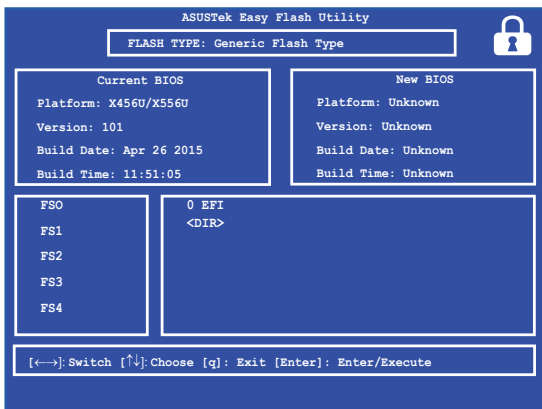 ASUSTek Easy Flash Utility
FLASH TYPE: Generic Flash Type
Current BIOS
Platform: X456U/X556U
Version: 101
Build Date: Apr 26 2015
Build Time: 11:51:05
New BIOS
Platform: Unknown
Version: Unknown
Build Date: Unknown
Build Time: Unknown
FSO
FS1
FS2
FS3
FS4
0 EFI
<DIR>
[←→]: Switch [↑↓]: Choose [q]: Exit [Enter]: Enter/Execute